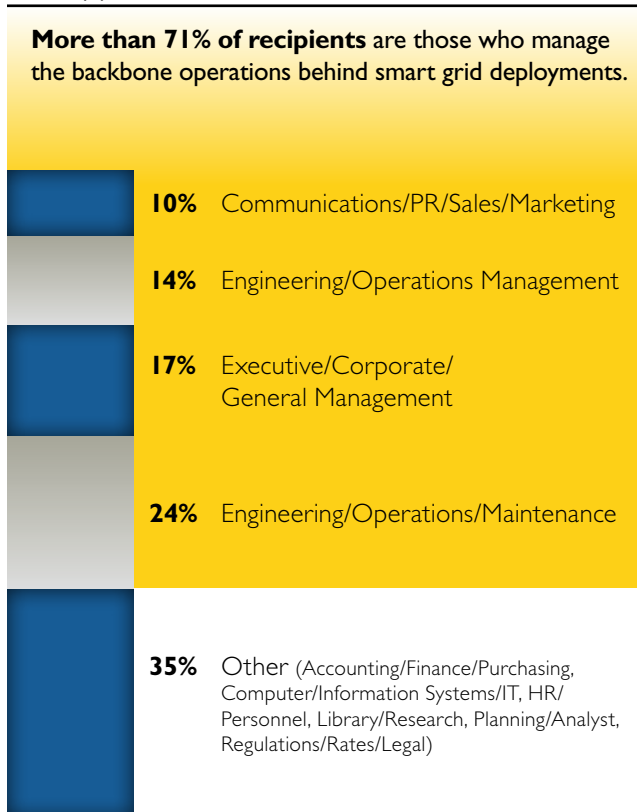 More than 71% of recipients are those who manage
the backbone operations behind smart grid deployments.
10% Communications/PR/Sales/Marketing
14% Engineering/Operations Management
17% Executive/Corporate/
General Management
24% Engineering/Operations/Maintenance
35% Other (Accounting/Finance/Purchasing,
Computer/Information Systems/IT, HR/
Personnel, Library/Research, Planning/Analyst,
Regulations/Rates/Legal)